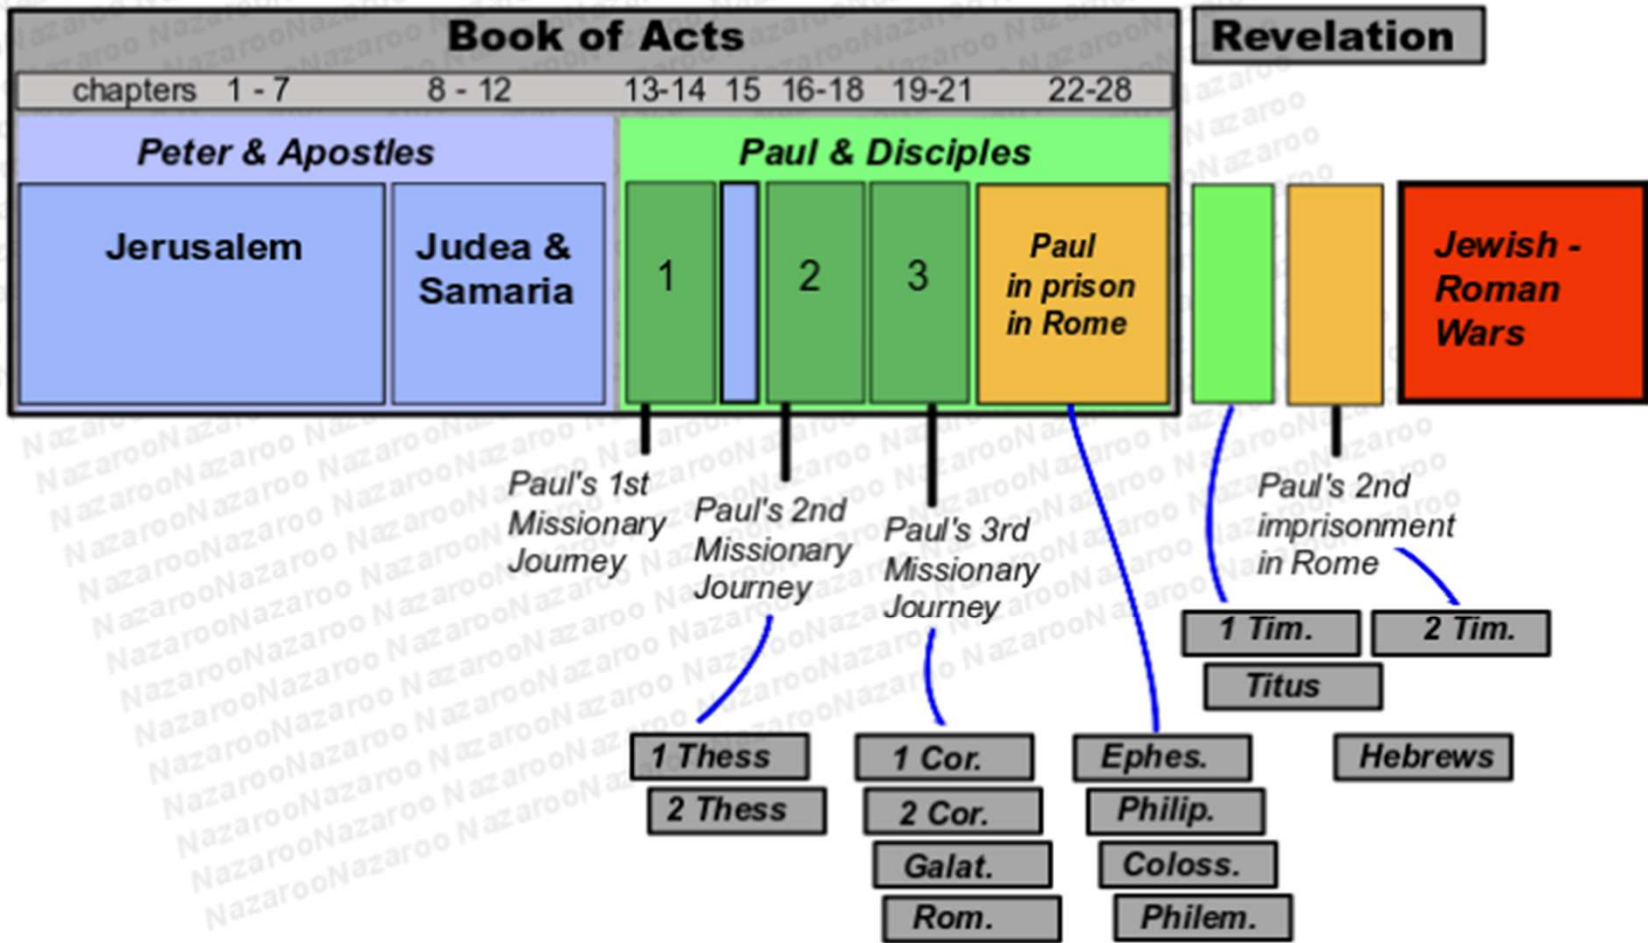 Book of Acts
Revelation
chapters 1 - 7 8 - 12 13-14 15 16-18 19-21 22-28
Peter & Apostles
Paul & Disciples
Jerusalem
Judea &
Samaria
1
2
3
Paul
in prison
in Rome
Jewish -
Roman
Wars
Paul's 1st
Missionary
Journey
Paul's 2nd
Missionary
Journey
Paul's 3rd
Missionary
Journey
Paul's 2nd
imprisonment
in Rome
1 Tim.
2 Tim.
Titus
1 Thess
2 Thess
1 Cor.
2 Cor.
Galat.
Rom.
Ephes.
Philip.
Coloss.
Philem.
Hebrews
Nazaroo